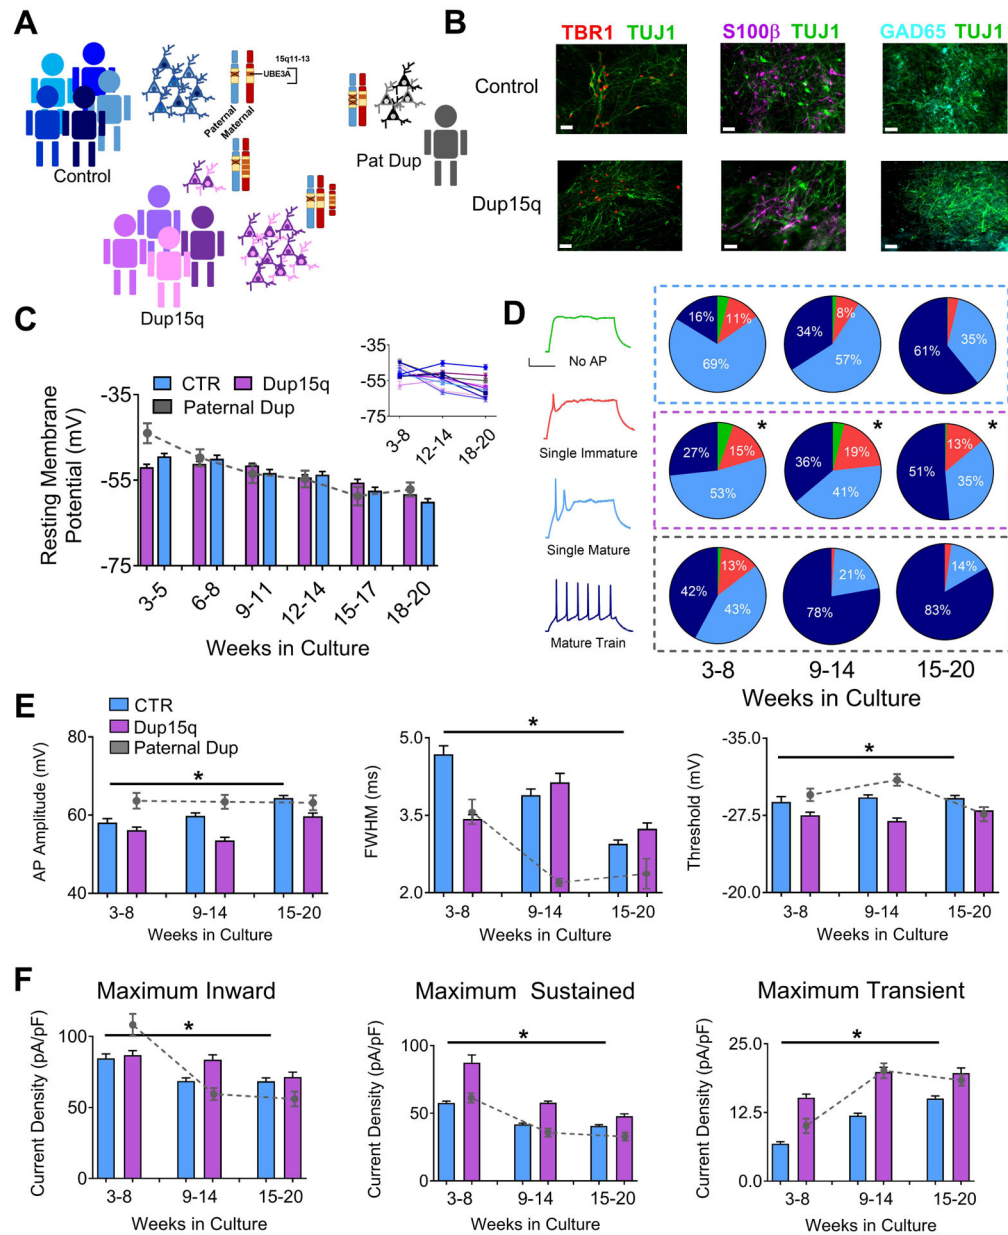 A
15q11-13
UBE3A
Paternal
Maternal
Control
Pat Dup
Dup15q
B
TBR1 TUJ1
S100β TUJ1
GAD65 TUJ1
Control
Dup15q
C
CTR
Dup15q
Paternal Dup
Resting Membrane
Potential (mV)
-35
-55
-75
3-5
6-8
9-11
12-14
15-17
18-20
Weeks in Culture
-35
-55
-75
3-8
12-14
18-20
D
No AP
Single Immature
Single Mature
Mature Train
16%
11%
69%
34%
8%
57%
61%
35%
*
27%
15%
53%
*
36%
19%
41%
*
51%
13%
35%
42%
13%
43%
78%
21%
83%
14%
3-8
9-14
15-20
Weeks in Culture
E
CTR
Dup15q
Paternal Dup
AP Amplitude (mV)
80
60
40
*
3-8
9-14
15-20
Weeks in Culture
FWHM (ms)
5.0
3.5
2.0
*
3-8
9-14
15-20
Weeks in Culture
Threshold (mV)
-35.0
-27.5
-20.0
*
3-8
9-14
15-20
Weeks in Culture
F
Maximum Inward
Current Density (pA/pF)
100
50
0
*
3-8
9-14
15-20
Weeks in Culture
Maximum Sustained
Current Density (pA/pF)
100
50
0
*
3-8
9-14
15-20
Weeks in Culture
Maximum Transient
Current Density (pA/pF)
25.0
12.5
0
*
3-8
9-14
15-20
Weeks in Culture